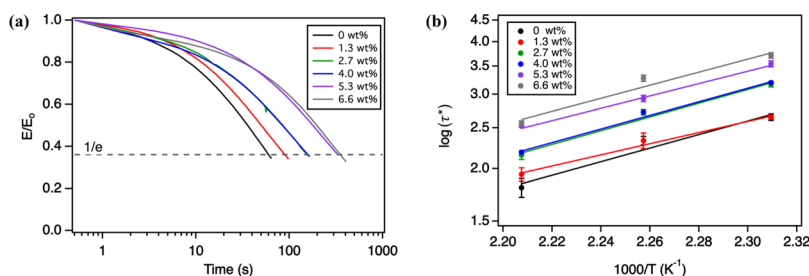 (a)
E/E₀
1.0
0.8
0.6
0.4
0.2
0.0
1/e
0 wt%
1.3 wt%
2.7 wt%
4.0 wt%
5.3 wt%
6.6 wt%
1
10
100
1000
Time (s)
(b)
log (τ*)
4.5
4.0
3.5
3.0
2.5
2.0
1.5
0 wt%
1.3 wt%
2.7 wt%
4.0 wt%
5.3 wt%
6.6 wt%
2.20
2.22
2.24
2.26
2.28
2.30
2.32
1000/T (K⁻¹)